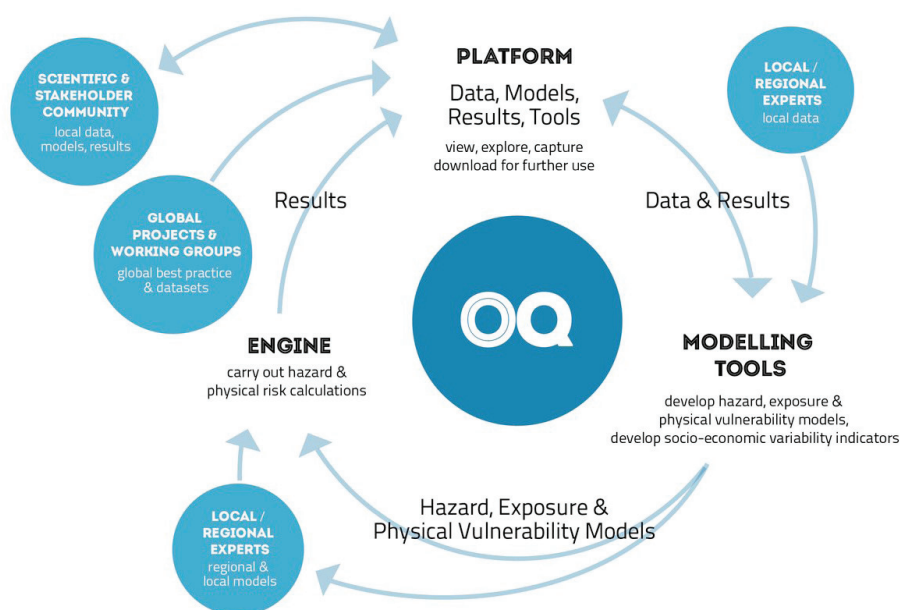 PLATFORM
Data, Models,
Results, Tools
view, explore, capture
download for further use
SCIENTIFIC &
STAKEHOLDER
COMMUNITY
local data,
models, results
LOCAL /
REGIONAL
EXPERTS
local data
GLOBAL
PROJECTS &
WORKING GROUPS
global best practice
& datasets
Results
Data & Results
OQ
ENGINE
carry out hazard &
physical risk calculations
MODELLING
TOOLS
develop hazard, exposure &
physical vulnerability models,
develop socio-economic variability indicators
Hazard, Exposure &
Physical Vulnerability Models
LOCAL /
REGIONAL
EXPERTS
regional &
local models